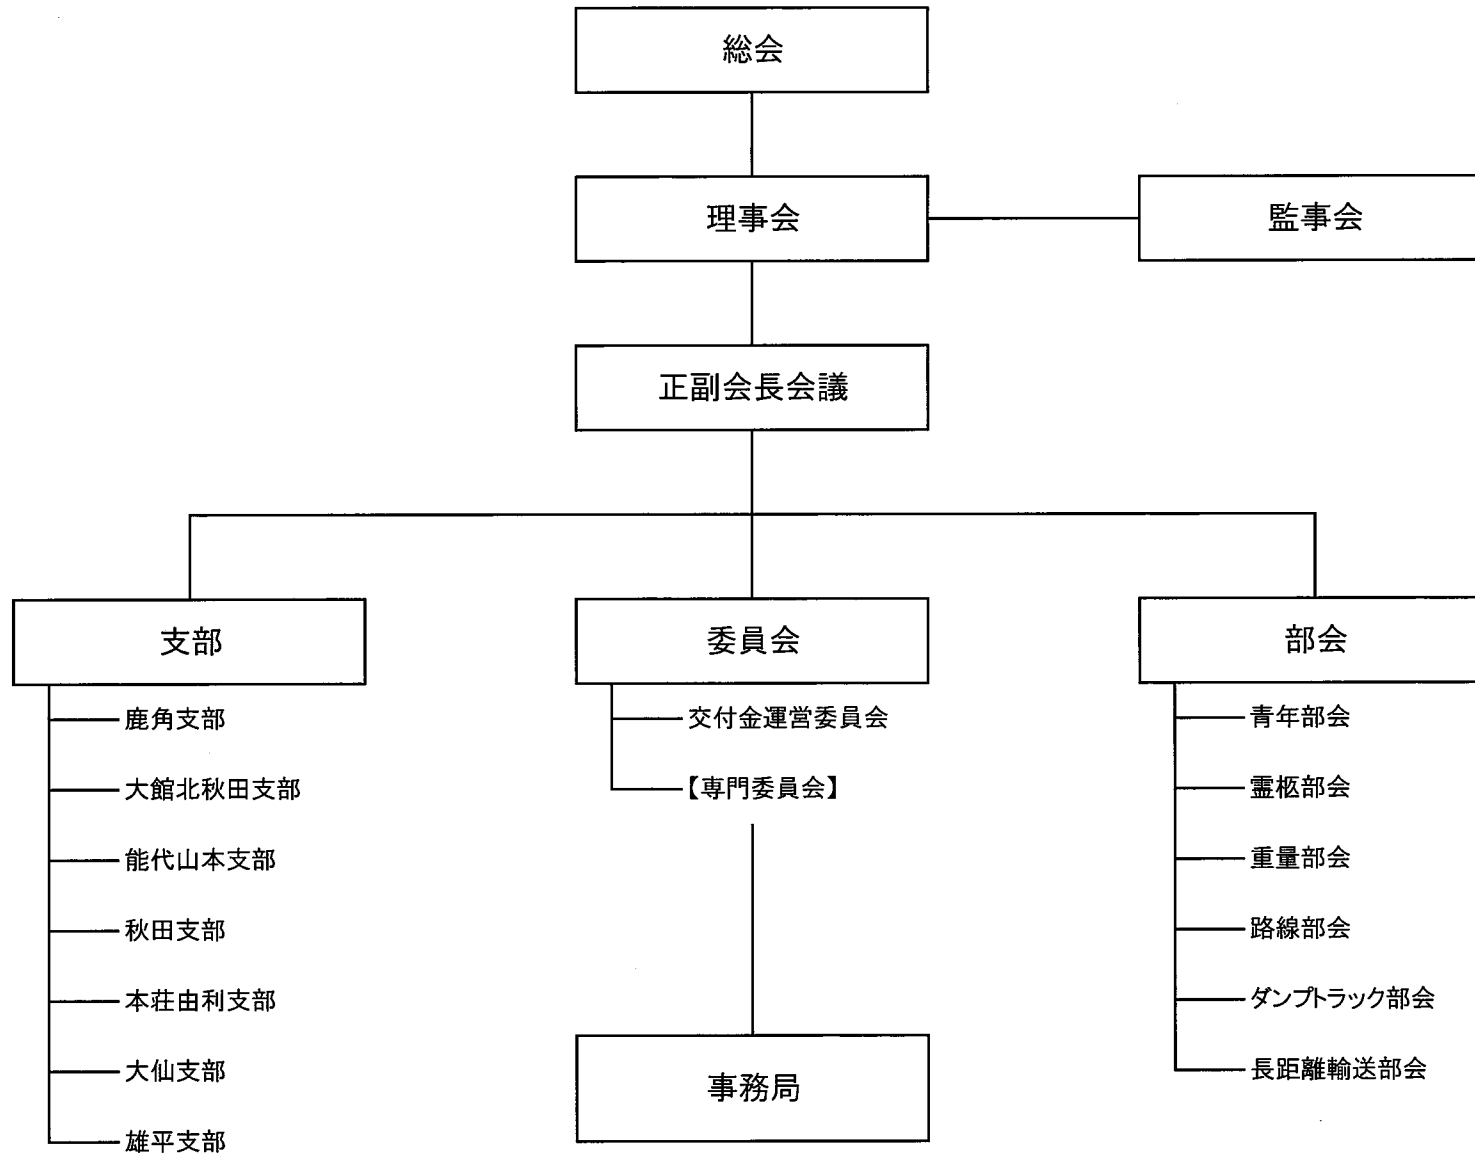 総会
理事会
監事会
正副会長会議
支部
鹿角支部
大館北秋田支部
能代山本支部
秋田支部
本荘由利支部
大仙支部
雄平支部
委員会
交付金運営委員会
【専門委員会】
事務局
部会
青年部会
霊柩部会
重量部会
路線部会
ダンプトラック部会
長距離輸送部会